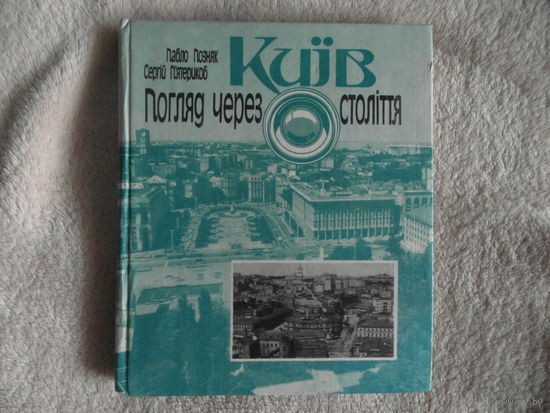 Павло Позняк
Сергій П'ятериков
Київ
Погляд через століття